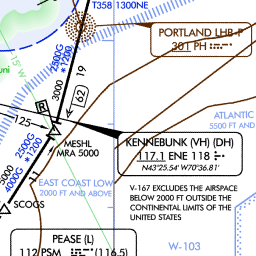 T358 1300NE
PORTLAND LHB-P
301 PH
2500G
*1200
3000
162
19
R
125
2500G
*1200
4000G
11
MESHL
MRA 5000
SCOGS
ATLANTIC
5500 FT AND
KENNEBUNK (VH) (DH)
117.1 ENE 118
N43°25.54' W70°36.81'
EAST COAST LOW
2000 FT AND ABOVE
V-167 EXCLUDES THE AIRSPACE
BELOW 2000 FT OUTSIDE THE
CONTINENTAL LIMITS OF THE
UNITED STATES
PEASE (L)
112 PSM (116.5)
W-103